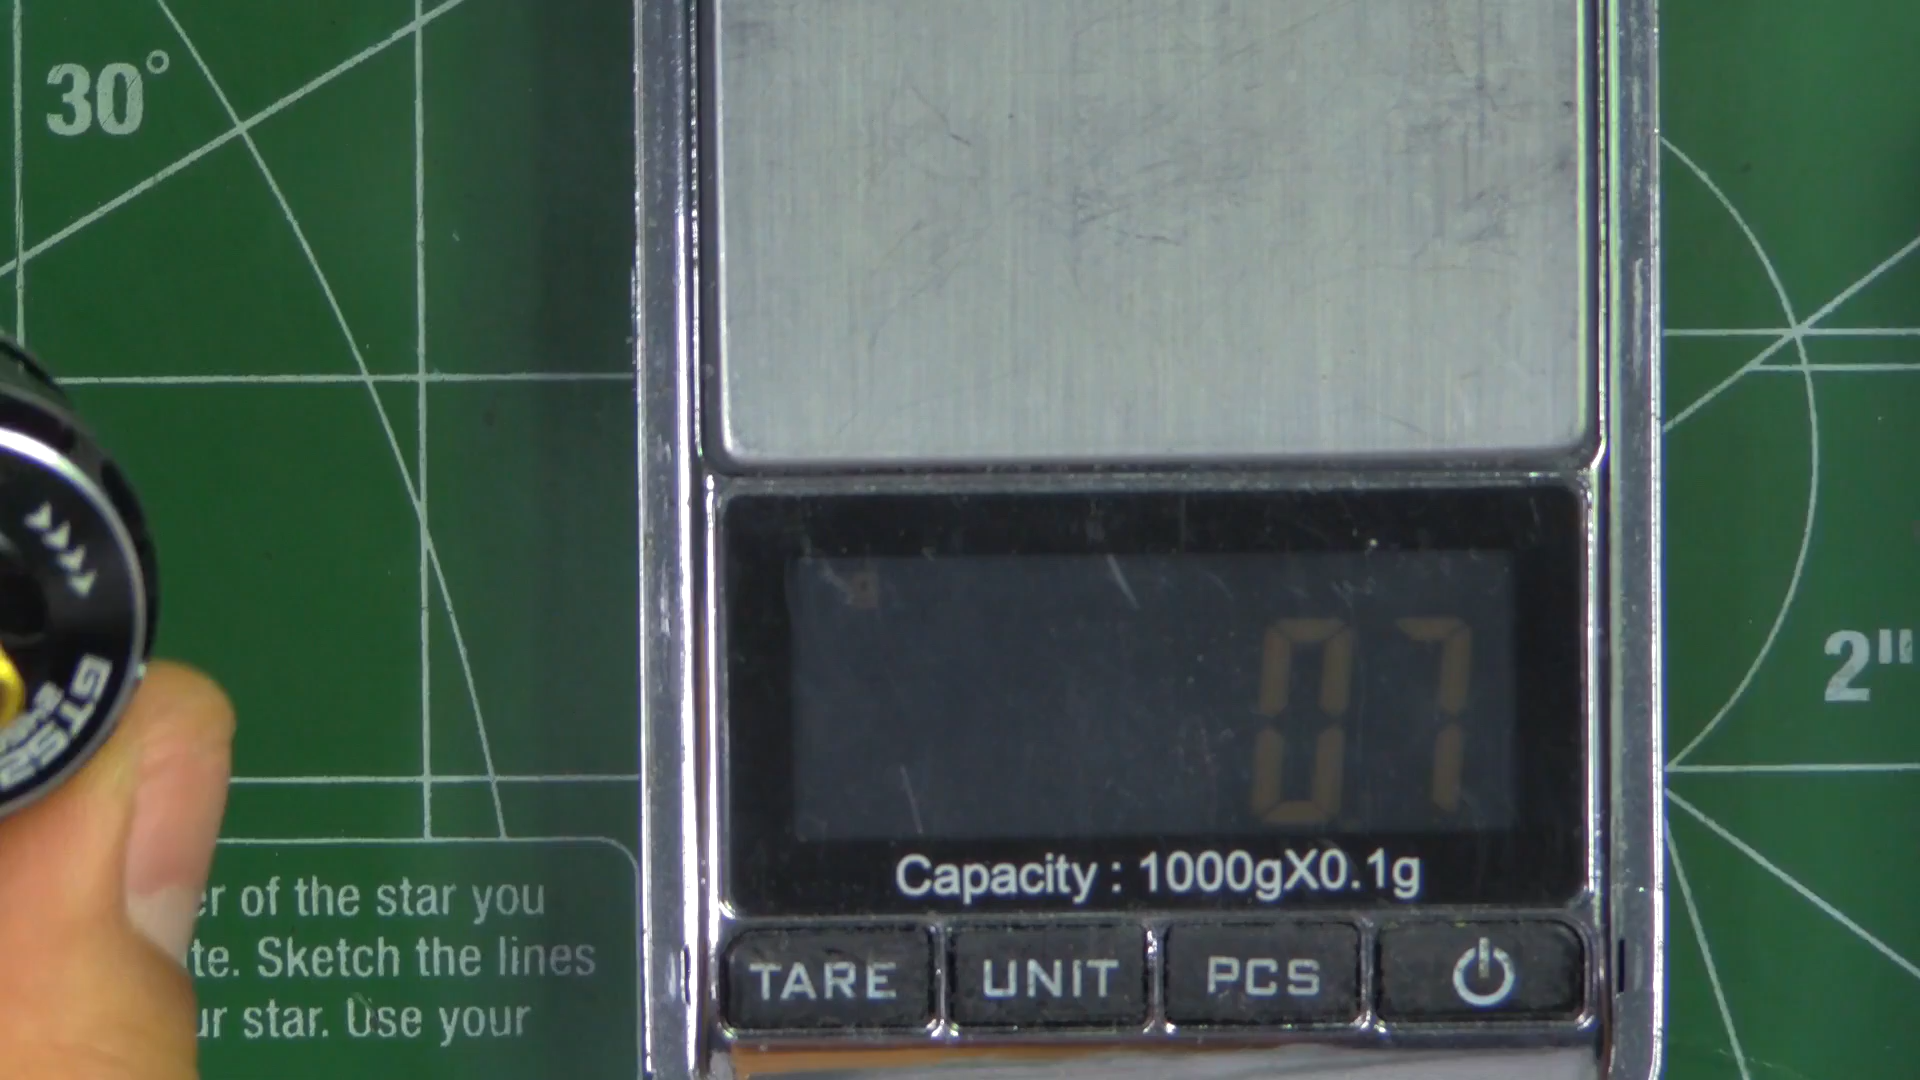 30°
2"
07
Capacity : 1000gX0.1g
TARE UNIT PCS
er of the star you
te. Sketch the lines
ur star. Use your